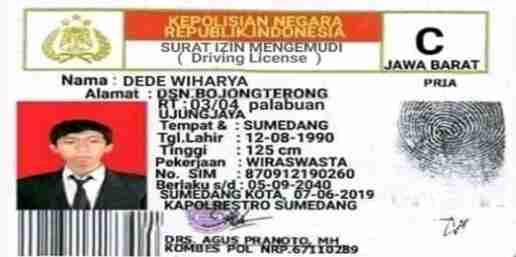 KEPOLISIAN NEGARA
REPUBLIK.INDONESIA
SURAT IZIN MENGEMUDI
( Driving License )
C
JAWA BARAT
PRIA
Nama : DEDE WIHARYA
Alamat : DSN.BOJONGTERONG
RT : 03/04 palabuan
UJUNGJAYA
Tempat & : SUMEDANG
Tgl.Lahir : 12-08-1990
Tinggi : 125 cm
Pekerjaan : WIRASWASTA
No. SIM : 870912190260
Berlaku s/d : 05-09-2040
SUMEDANG KOTA, 07-06-2019
KAPOLRESTRO SUMEDANG
DRS. AGUS PRANOTO, MH
KOMBES POL NRP.67110289